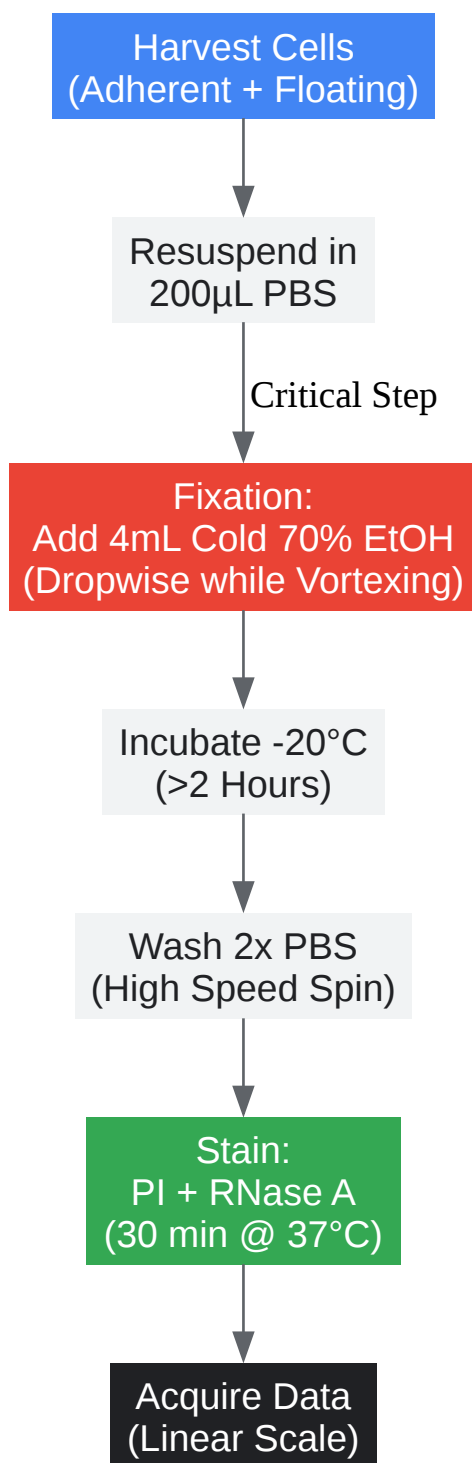 Harvest Cells
(Adherent + Floating)
Resuspend in
200µL PBS
Critical Step
Fixation:
Add 4mL Cold 70% EtOH
(Dropwise while Vortexing)
Incubate -20°C
(>2 Hours)
Wash 2x PBS
(High Speed Spin)
Stain:
PI + RNase A
(30 min @ 37°C)
Acquire Data
(Linear Scale)